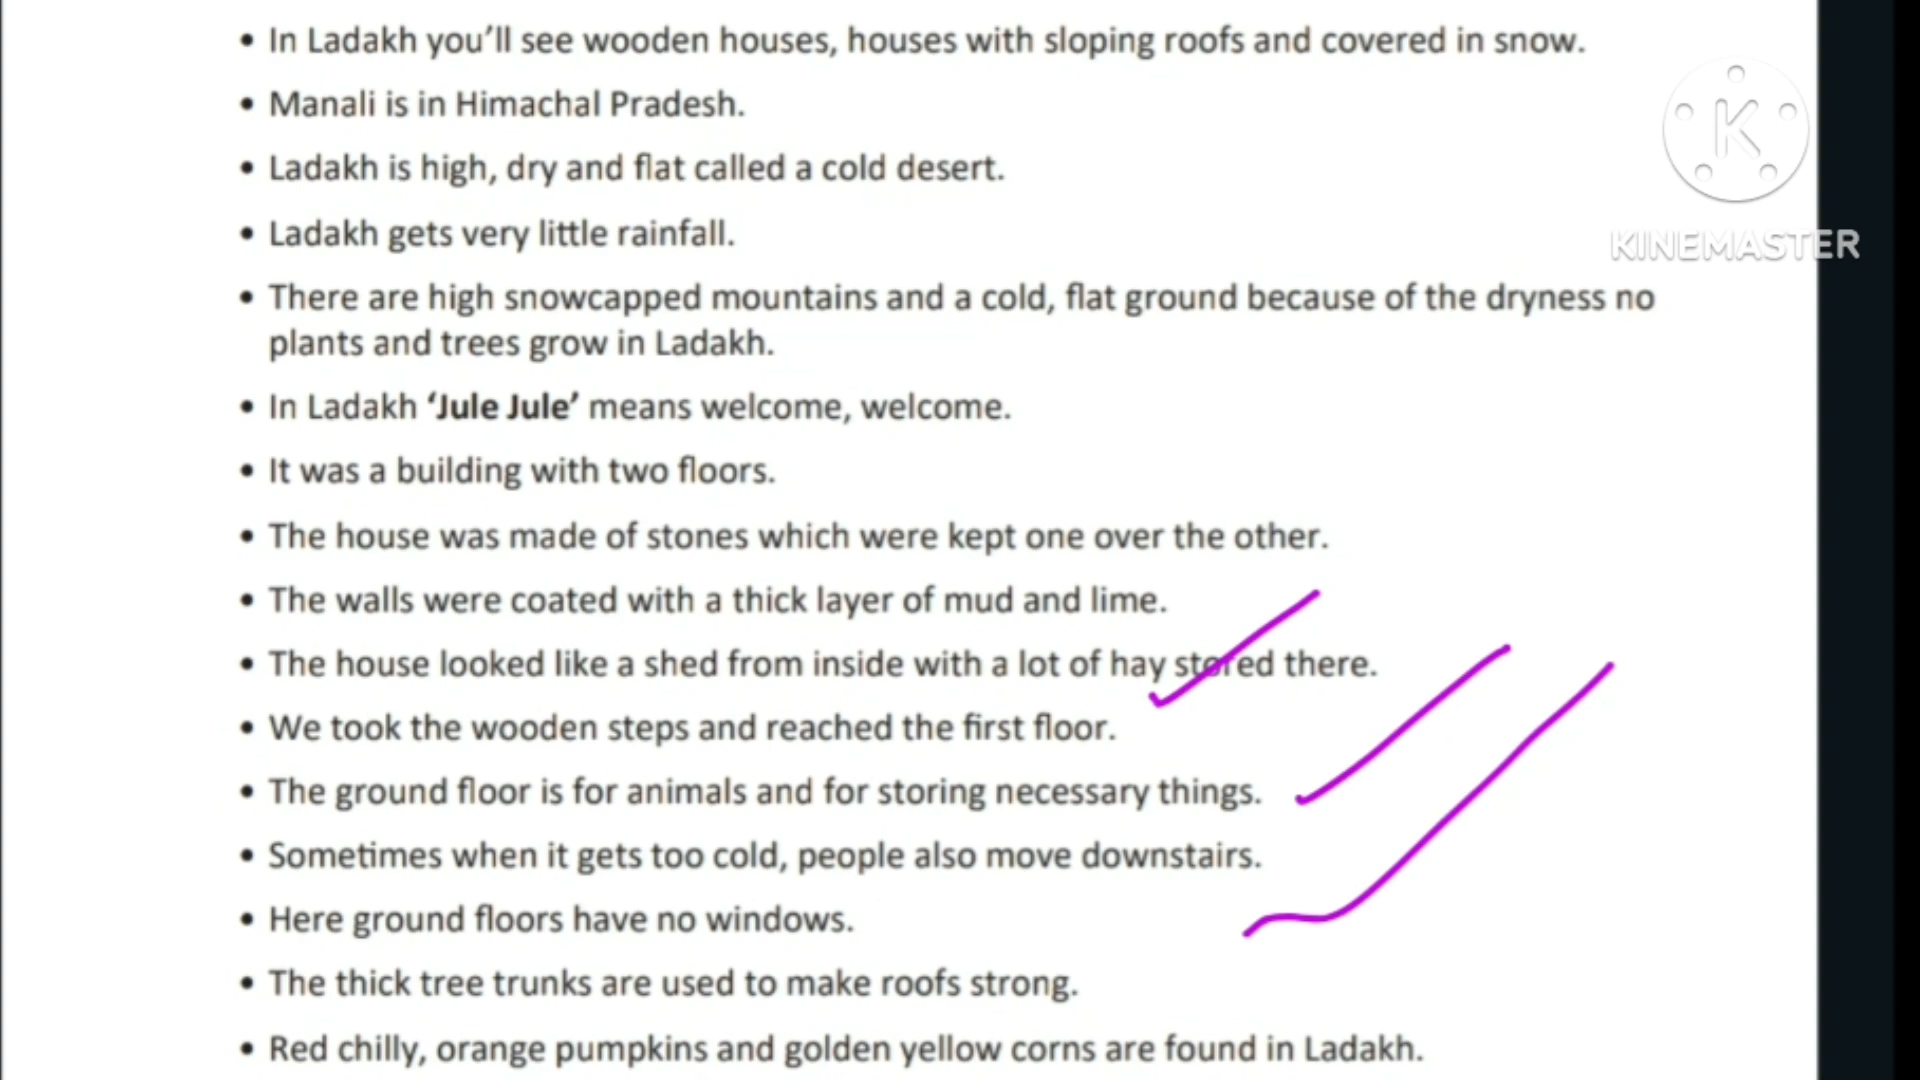 • In Ladakh you’ll see wooden houses, houses with sloping roofs and covered in snow.
• Manali is in Himachal Pradesh.
• Ladakh is high, dry and flat called a cold desert.
• Ladakh gets very little rainfall.
• There are high snowcapped mountains and a cold, flat ground because of the dryness no
plants and trees grow in Ladakh.
• In Ladakh ‘Jule Jule’ means welcome, welcome.
• It was a building with two floors.
• The house was made of stones which were kept one over the other.
• The walls were coated with a thick layer of mud and lime.
• The house looked like a shed from inside with a lot of hay stored there.
• We took the wooden steps and reached the first floor.
• The ground floor is for animals and for storing necessary things.
• Sometimes when it gets too cold, people also move downstairs.
• Here ground floors have no windows.
• The thick tree trunks are used to make roofs strong.
• Red chilly, orange pumpkins and golden yellow corns are found in Ladakh.
K
KINEMASTER